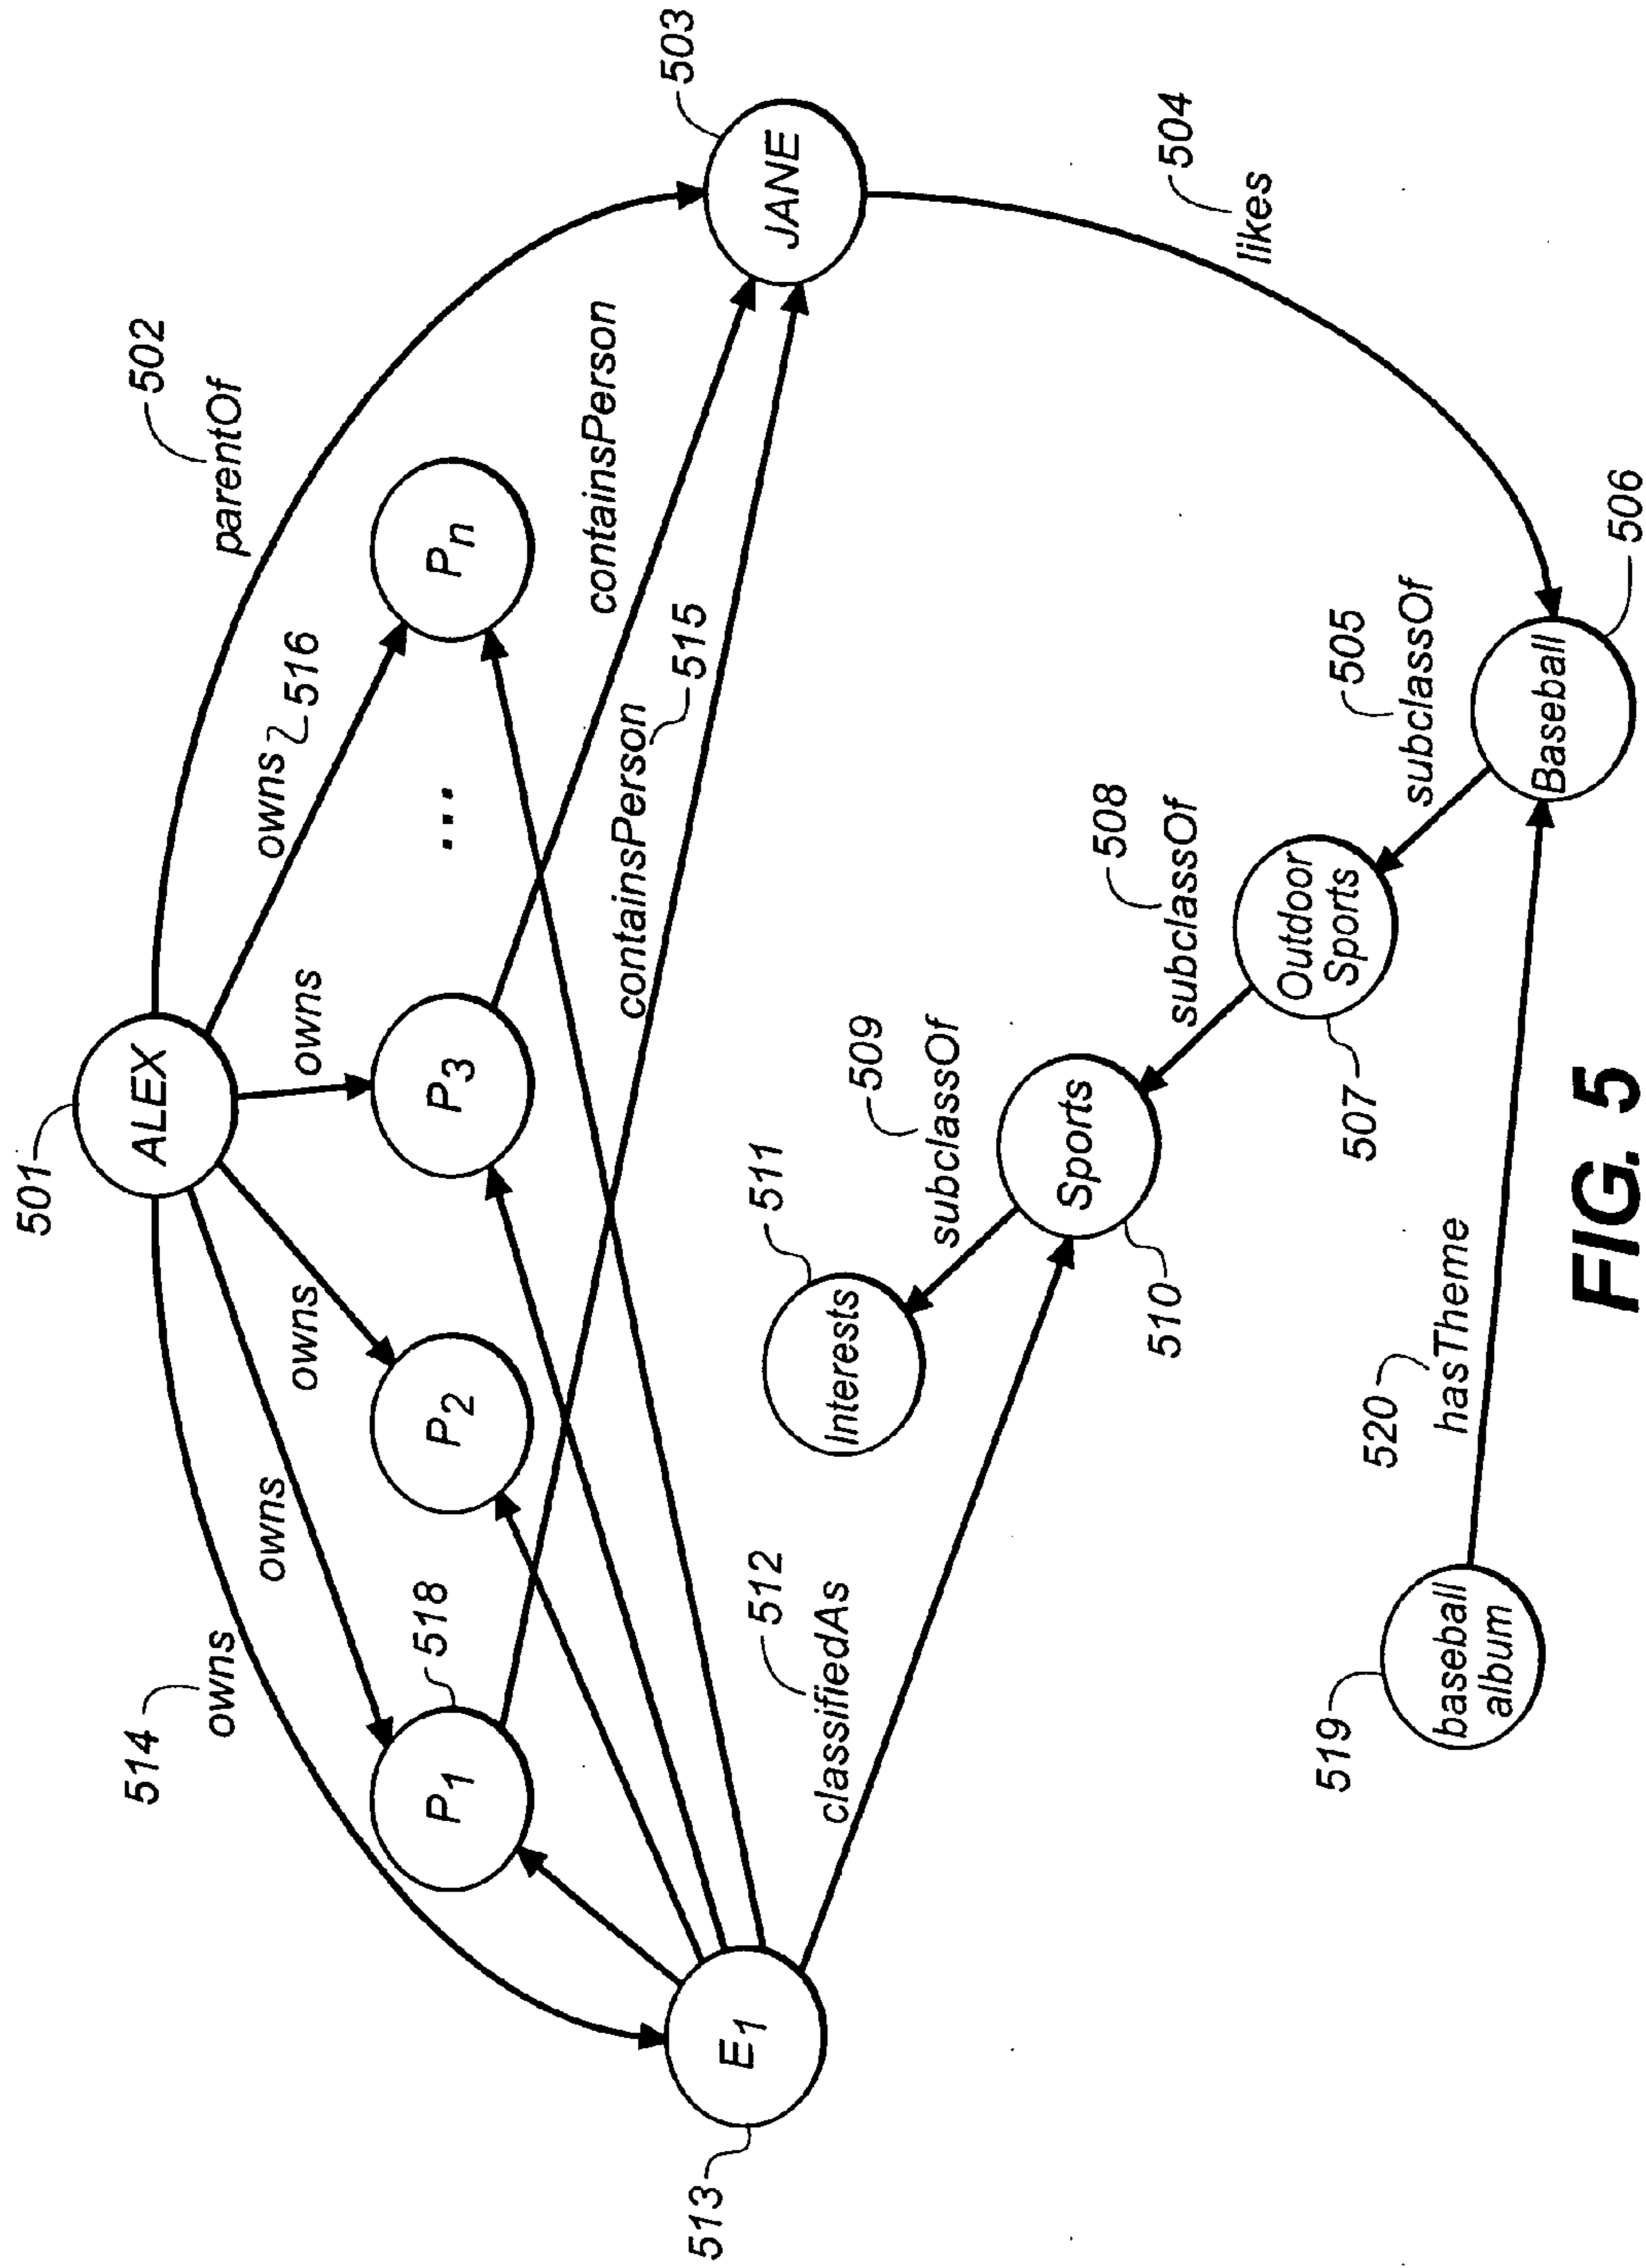 501
ALEX
502
parentOf
514
owns
owns
owns
owns
owns
516
P1
518
P2
P3
...
Pn
containsPerson
containsPerson
515
JANE
503
513
E1
512
classifiedAs
Interests
511
509
subclassOf
Sports
510
508
subclassOf
Outdoor
Sports
507
505
subclassOf
504
likes
Baseball
506
519
baseball
album
520
hasTheme
FIG. 5